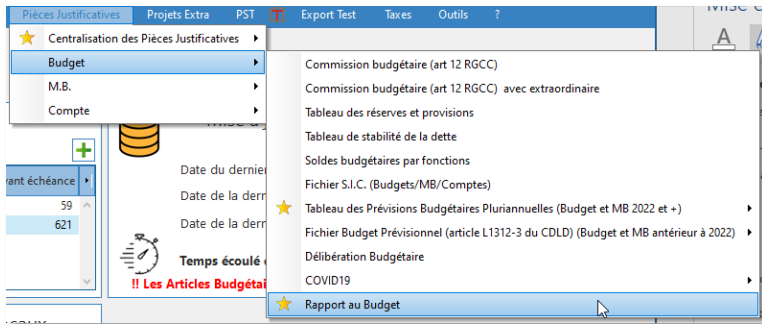 Pièces Justificatives Projets Extra PST Export Test Taxes Outils ?
Centralisation des Pièces Justificatives
Budget
M.B.
Compte
Commission budgétaire (art 12 RGCC)
Commission budgétaire (art 12 RGCC) avec extraordinaire
Tableau des réserves et provisions
Tableau de stabilité de la dette
Soldes budgétaires par fonctions
Fichier S.I.C. (Budgets/MB/Comptes)
Tableau des Prévisions Budgétaires Pluriannuelles (Budget et MB 2022 et +)
Fichier Budget Prévisionnel (article L1312-3 du CDLD) (Budget et MB antérieur à 2022)
Délibération Budgétaire
COVID19
Rapport au Budget
vant échéance
59
621
Date du dernier
Date de la dern
Date de la dern
Temps écoulé
!! Les Articles Budgétai